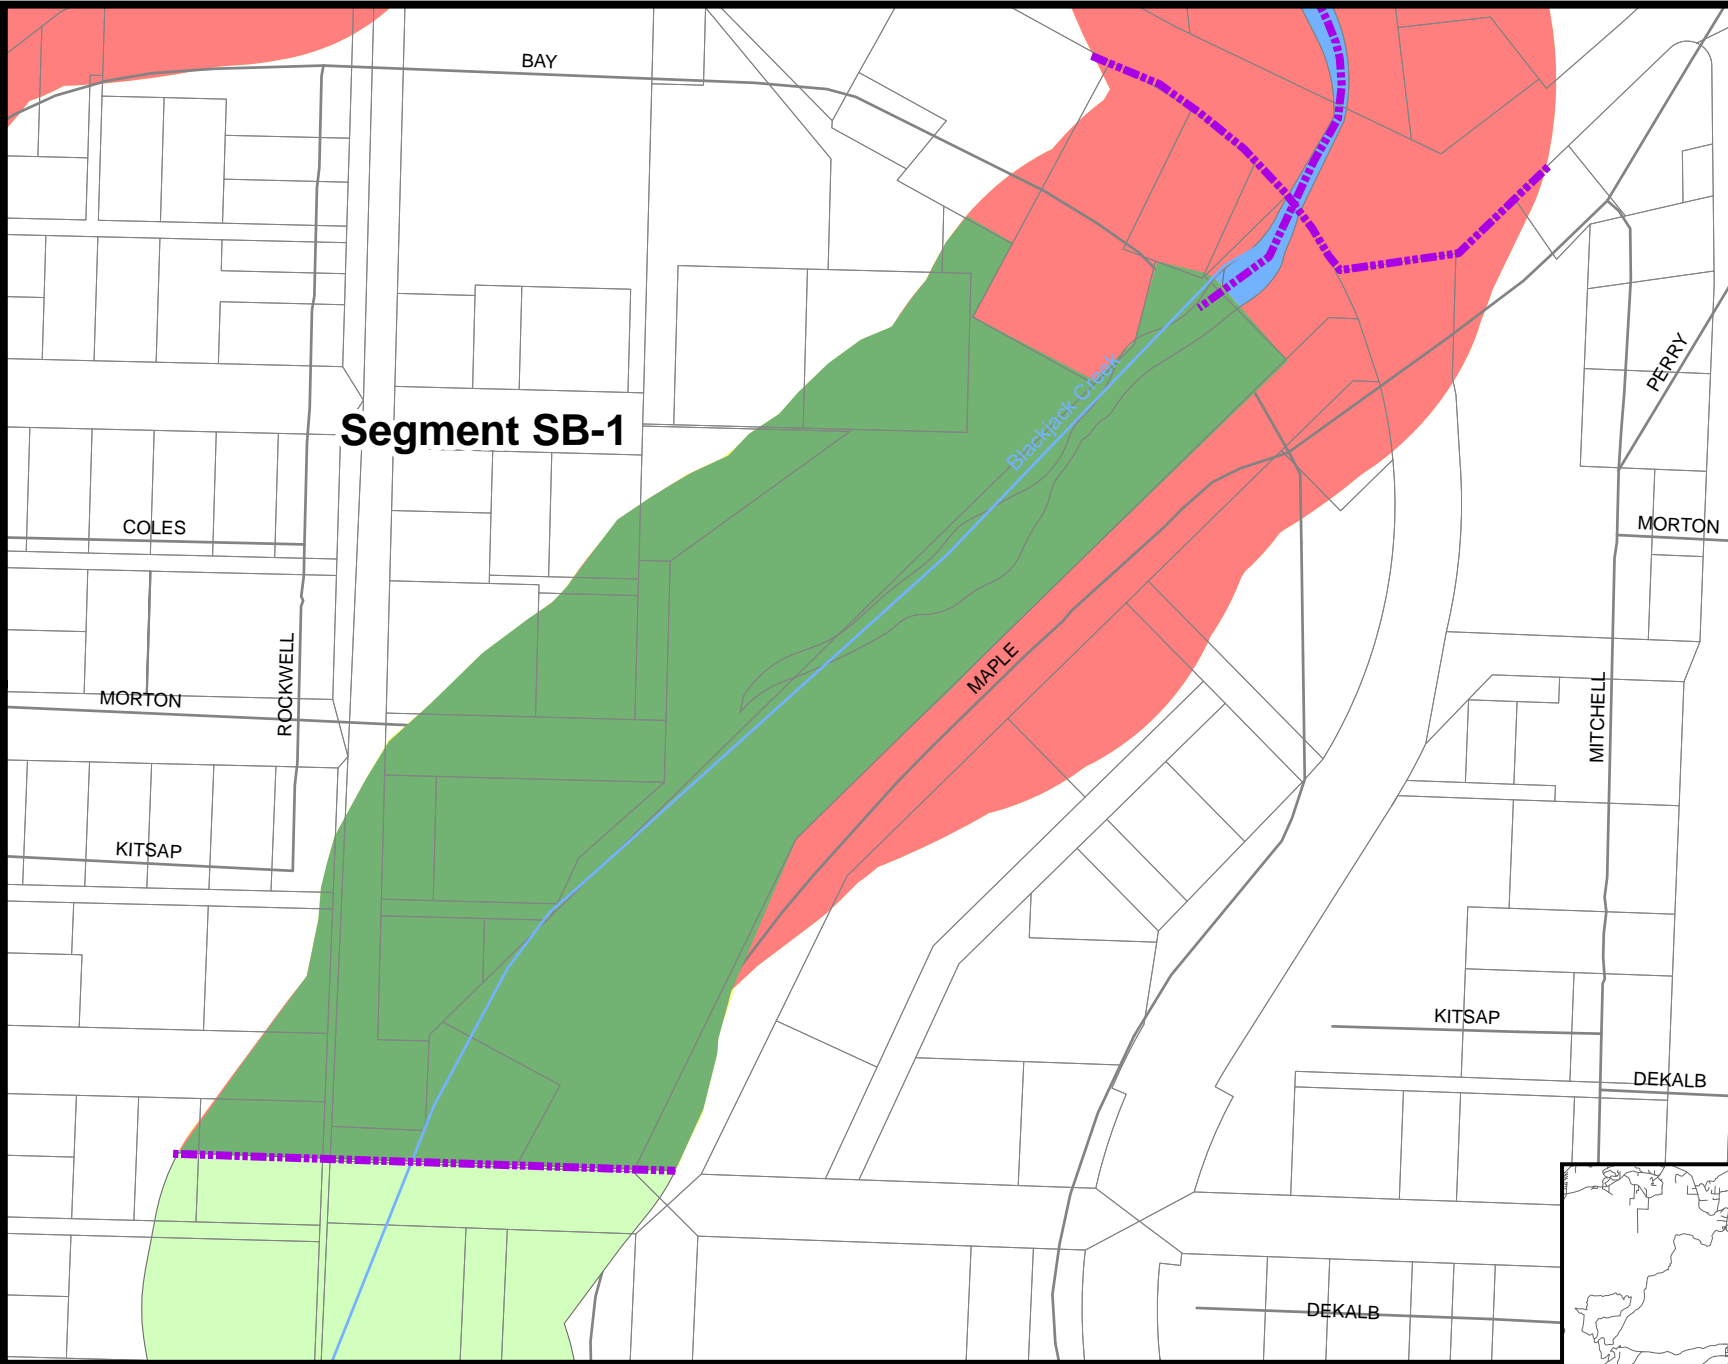 BAY
PERRY
Blackjack Creek
Segment SB-1
COLES
MORTON
ROCKWELL
MAPLE
MORTON
MITCHELL
KITSAP
KITSAP
DEKALB
DEKALB